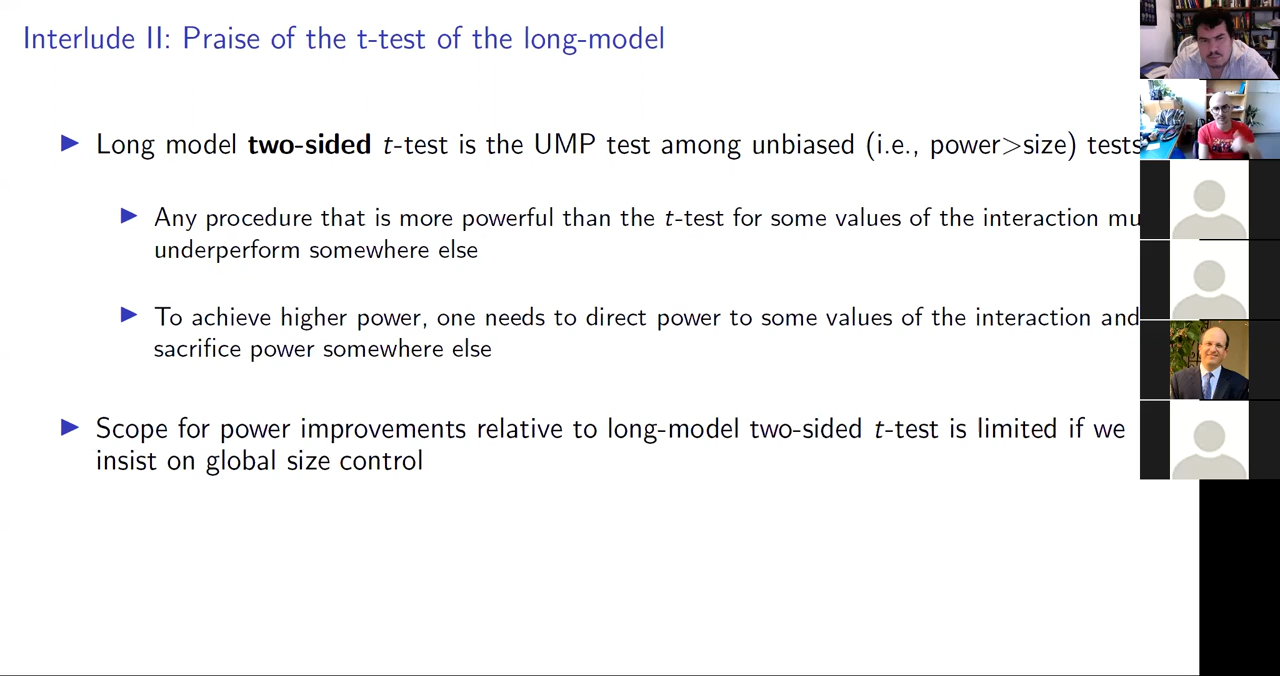 Interlude II: Praise of the t-test of the long-model
▶ Long model two-sided t-test is the UMP test among unbiased (i.e., power>size) tests
▶ Any procedure that is more powerful than the t-test for some values of the interaction
underperform somewhere else
▶ To achieve higher power, one needs to direct power to some values of the interaction and
sacrifice power somewhere else
▶ Scope for power improvements relative to long-model two-sided t-test is limited if we
insist on global size control